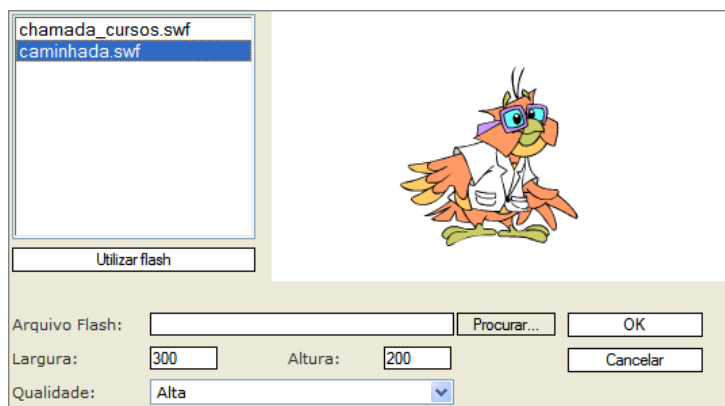 chamada_cursos.swf
caminhada.swf
Utilizar flash
Arquivo Flash: Procurar... OK
Largura: 300 Altura: 200 Cancelar
Qualidade: Alta